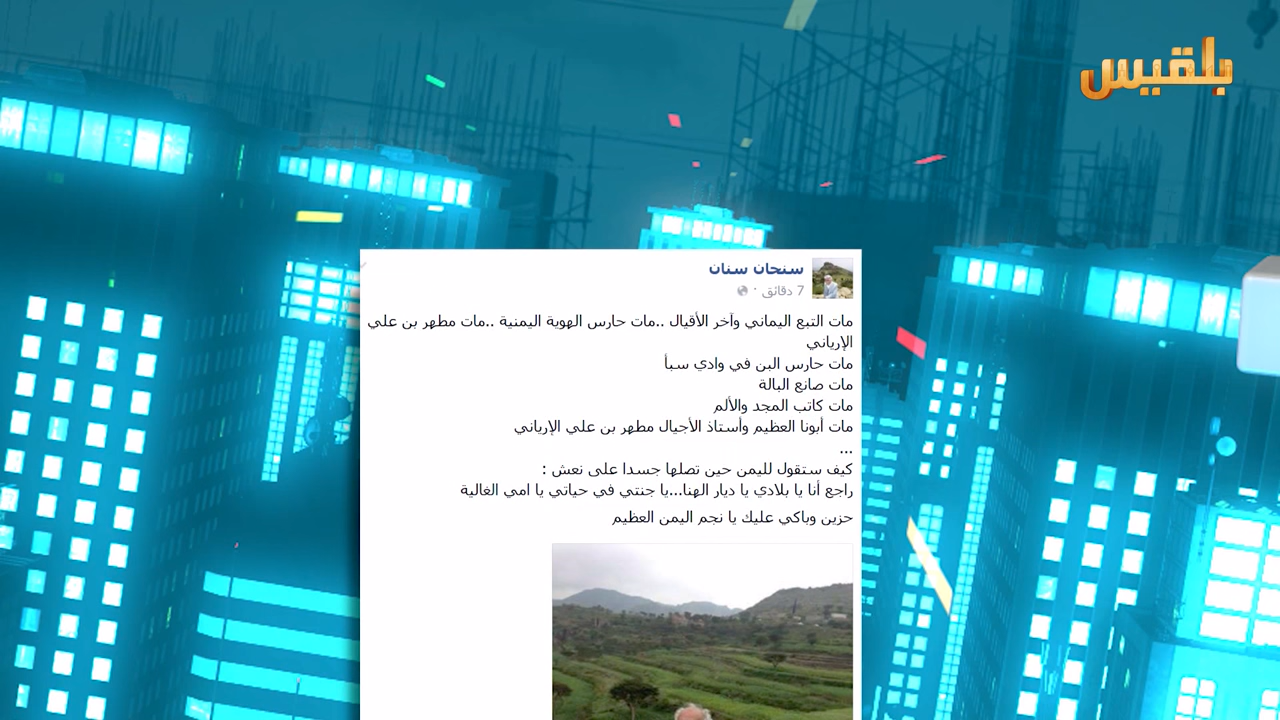 بلقيس
سنحان سنان
7 دقائق ·
مات التبع اليماني وآخر الأقيال ..مات حارس الهوية اليمنية ..مات مطهر بن علي
الإرياني
مات حارس البن في وادي سبأ
مات صانع البالة
مات كاتب المجد والألم
مات أبونا العظيم وأستاذ الأجيال مطهر بن علي الإرياني
...
كيف ستقول لليمن حين تصلها جسدا على نعش :
راجع أنا يا بلادي يا ديار الهنا...يا جنتي في حياتي يا امي الغالية
حزين وباكي عليك يا نجم اليمن العظيم